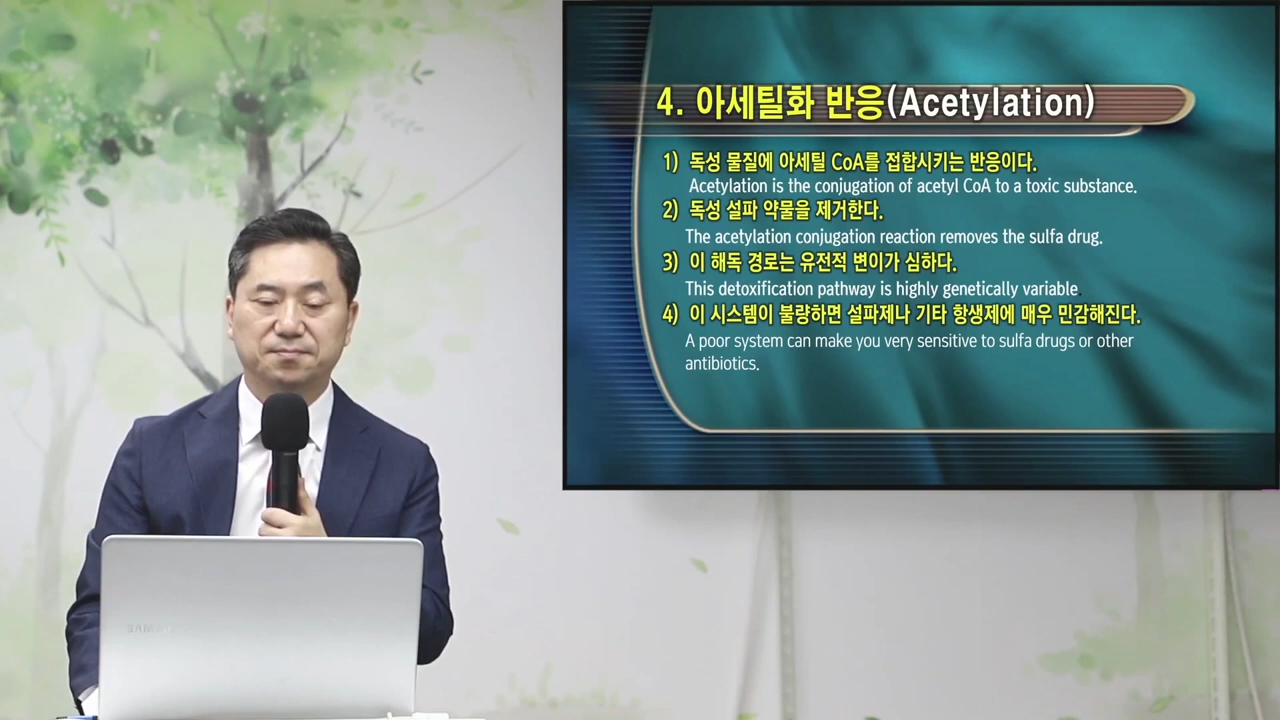 4. 아세틸화 반응(Acetylation)
1) 독성 물질에 아세틸 CoA를 접합시키는 반응이다.
Acetylation is the conjugation of acetyl CoA to a toxic substance.
2) 독성 설파 약물을 제거한다.
The acetylation conjugation reaction removes the sulfa drug.
3) 이 해독 경로는 유전적 변이가 심하다.
This detoxification pathway is highly genetically variable.
4) 이 시스템이 불량하면 설파제나 기타 항생제에 매우 민감해진다.
A poor system can make you very sensitive to sulfa drugs or other
antibiotics.
SAMSUNG